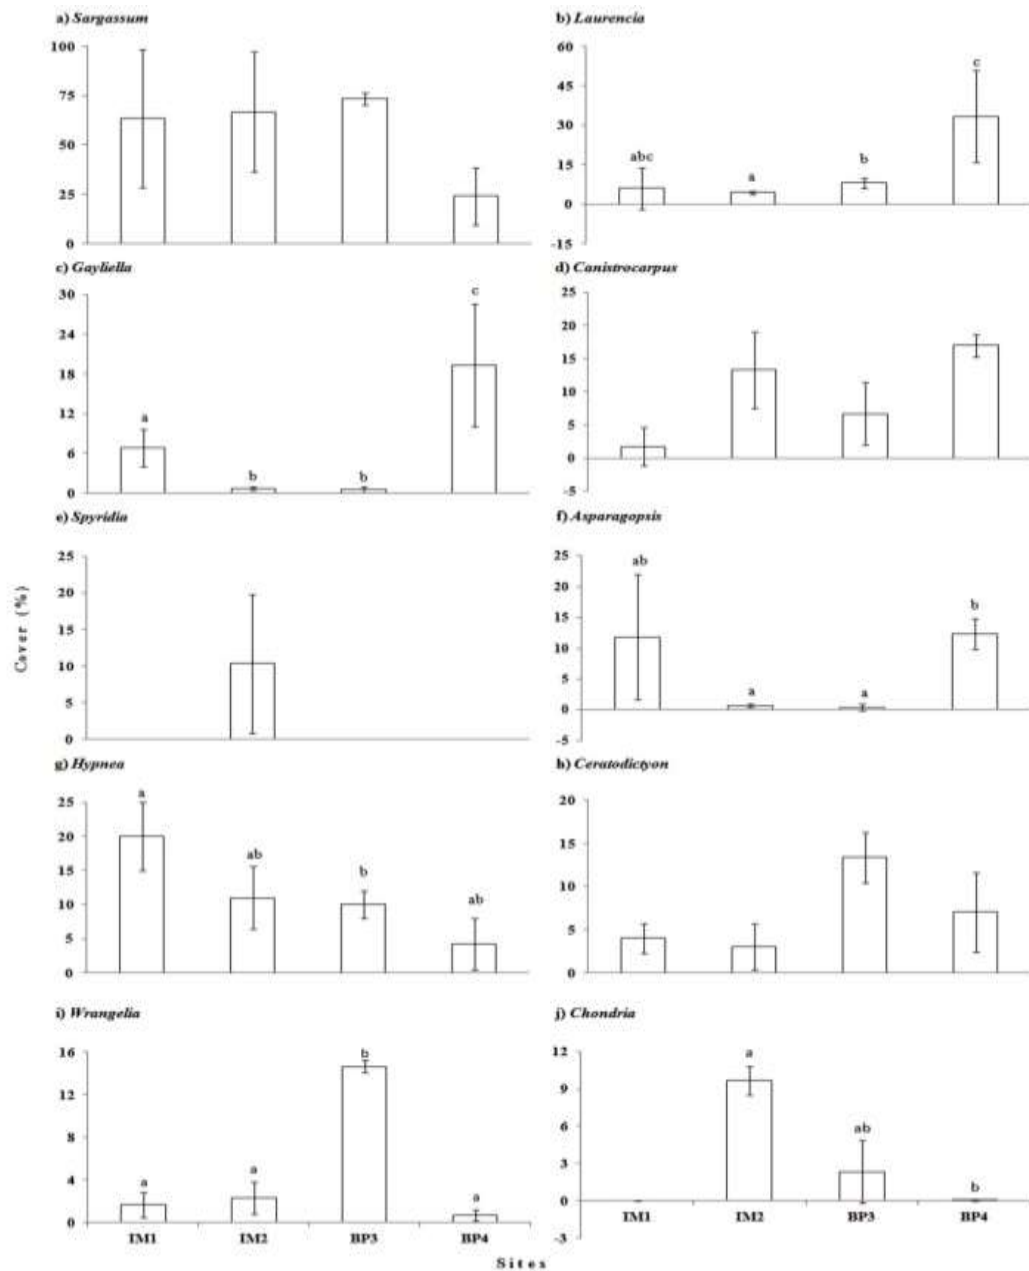 a) Sargassum
100
75
50
25
0
b) Laurencia
60
45
30
15
0
-15
abc
a
b
c
c) Gayliella
30
24
18
12
6
0
a
b
b
c
d) Canistrocarpus
25
20
15
10
5
0
-5
e) Spyridia
25
20
15
10
5
0
f) Asparagopsis
25
20
15
10
5
0
-5
ab
a
a
b
Cover (%)
g) Hypnea
25
20
15
10
5
0
a
ab
b
ab
h) Ceratodictyon
20
15
10
5
0
i) Wrangelia
16
12
8
4
0
a
a
b
a
IM1 IM2 BP3 BP4
j) Chondria
12
9
6
3
0
-3
a
ab
b
IM1 IM2 BP3 BP4
Sites